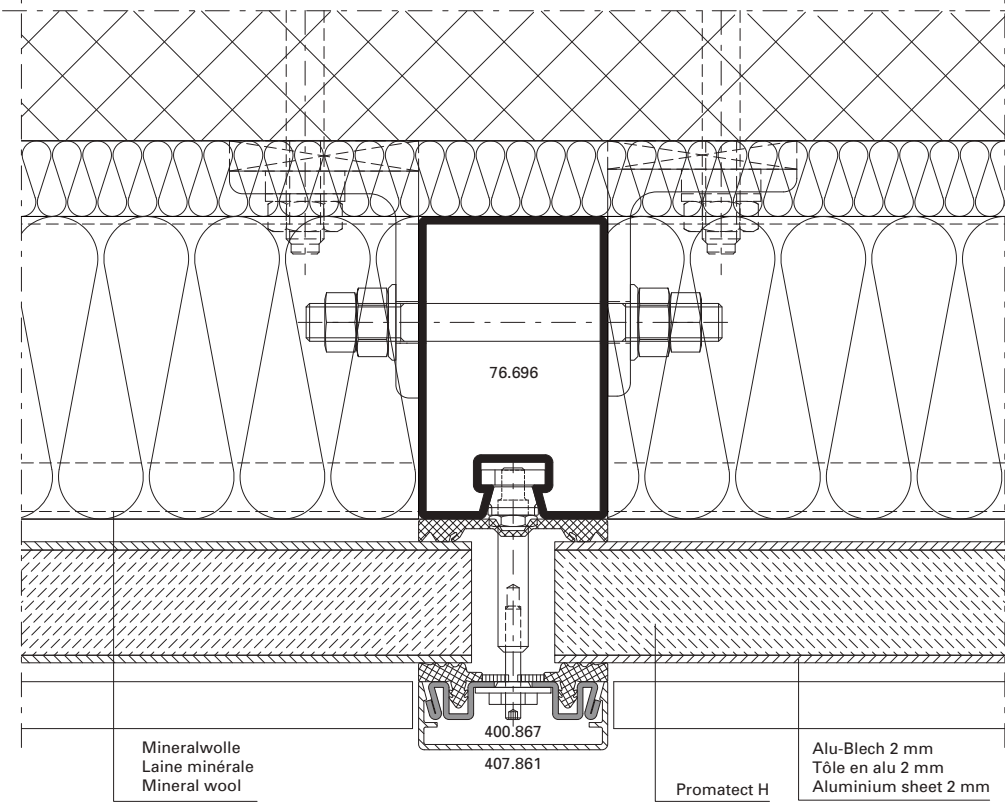 76.696
400.867
407.861
Mineralwolle
Laine minérale
Mineral wool
Promatect H
Alu-Blech 2 mm
Tôle en alu 2 mm
Aluminium sheet 2 mm